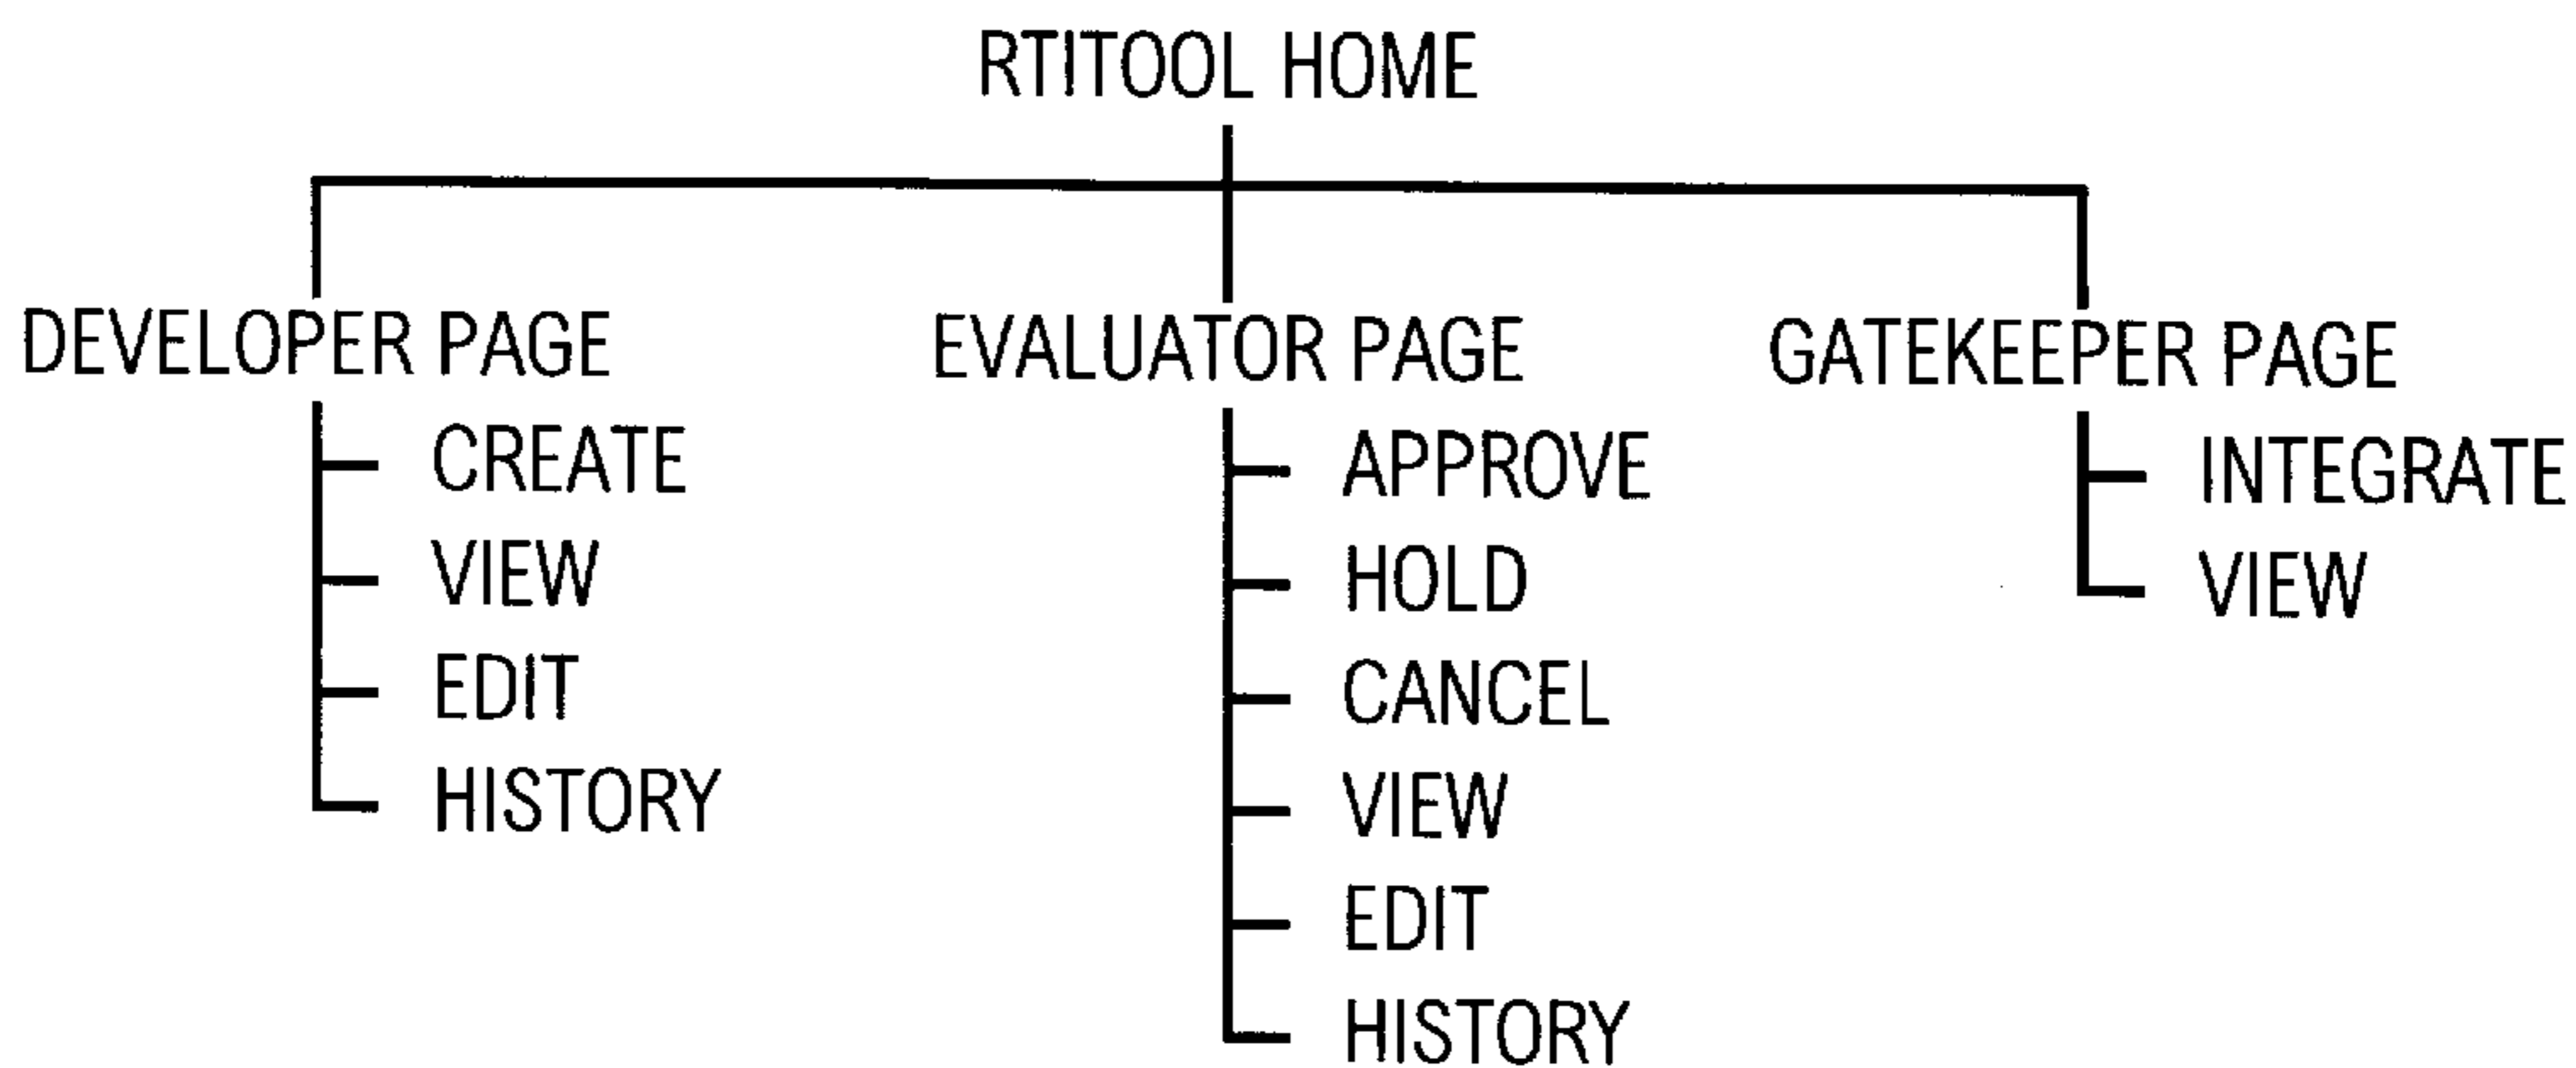 RTITOOL HOME
DEVELOPER PAGE
CREATE
VIEW
EDIT
HISTORY
EVALUATOR PAGE
APPROVE
HOLD
CANCEL
VIEW
EDIT
HISTORY
GATEKEEPER PAGE
INTEGRATE
VIEW